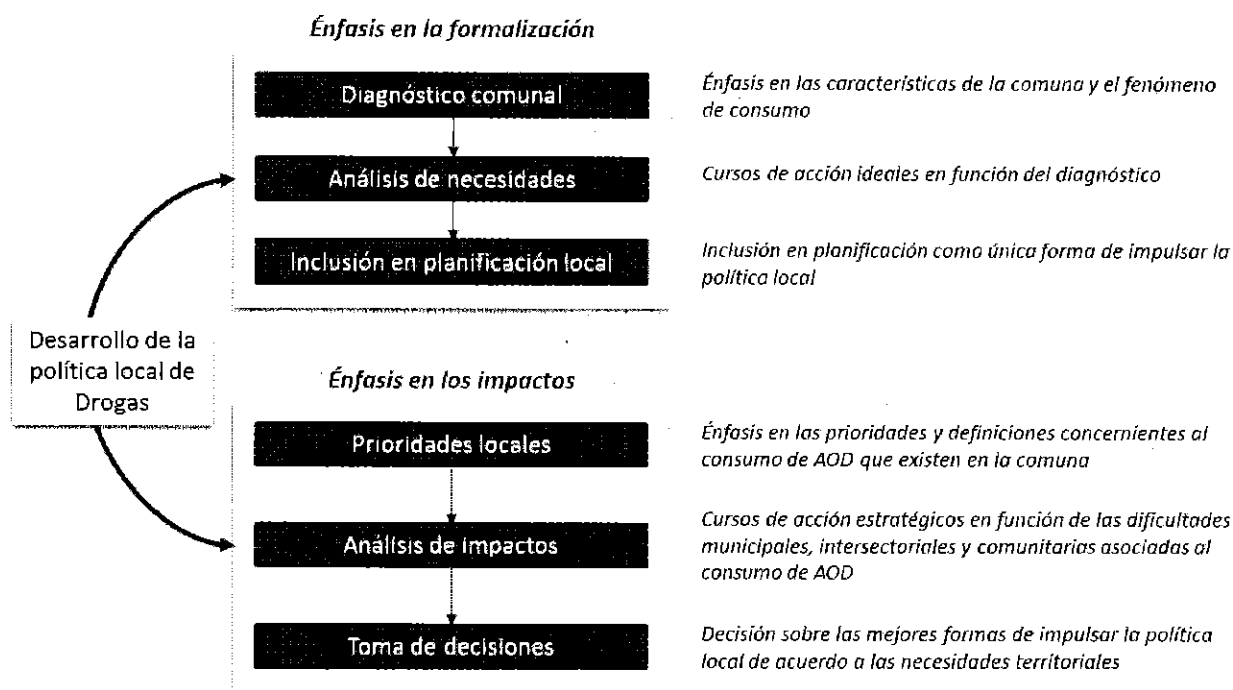 Énfasis en la formalización
Diagnóstico comunal
Énfasis en las características de la comuna y el fenómeno
de consumo
Análisis de necesidades
Cursos de acción ideales en función del diagnóstico
Inclusión en planificación local
Inclusión en planificación como única forma de impulsar la
política local
Desarrollo de la
política local de
Drogas
Énfasis en los impactos
Prioridades locales
Énfasis en las prioridades y definiciones concernientes al
consumo de AOD que existen en la comuna
Análisis de impactos
Cursos de acción estratégicos en función de las dificultades
municipales, intersectoriales y comunitarias asociadas al
consumo de AOD
Toma de decisiones
Decisión sobre las mejores formas de impulsar la política
local de acuerdo a las necesidades territoriales